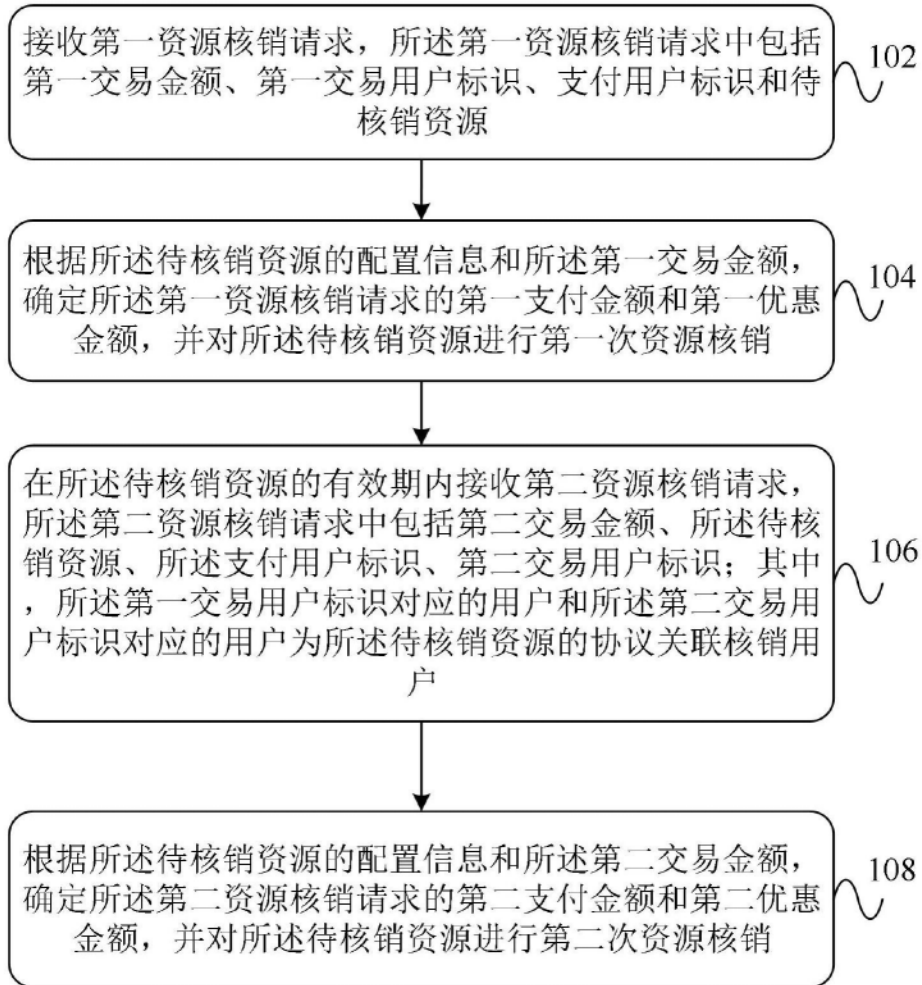 接收第一资源核销请求，所述第一资源核销请求中包括
第一交易金额、第一交易用户标识、支付用户标识和待
核销资源
102
根据所述待核销资源的配置信息和所述第一交易金额，
确定所述第一资源核销请求的第一支付金额和第一优惠
金额，并对所述待核销资源进行第一次资源核销
104
在所述待核销资源的有效期内接收第二资源核销请求，
所述第二资源核销请求中包括第二交易金额、所述待核
销资源、所述支付用户标识、第二交易用户标识；其中
，所述第一交易用户标识对应的用户和所述第二交易用
户标识对应的用户为所述待核销资源的协议关联核销用
户
106
根据所述待核销资源的配置信息和所述第二交易金额，
确定所述第二资源核销请求的第二支付金额和第二优惠
金额，并对所述待核销资源进行第二次资源核销
108